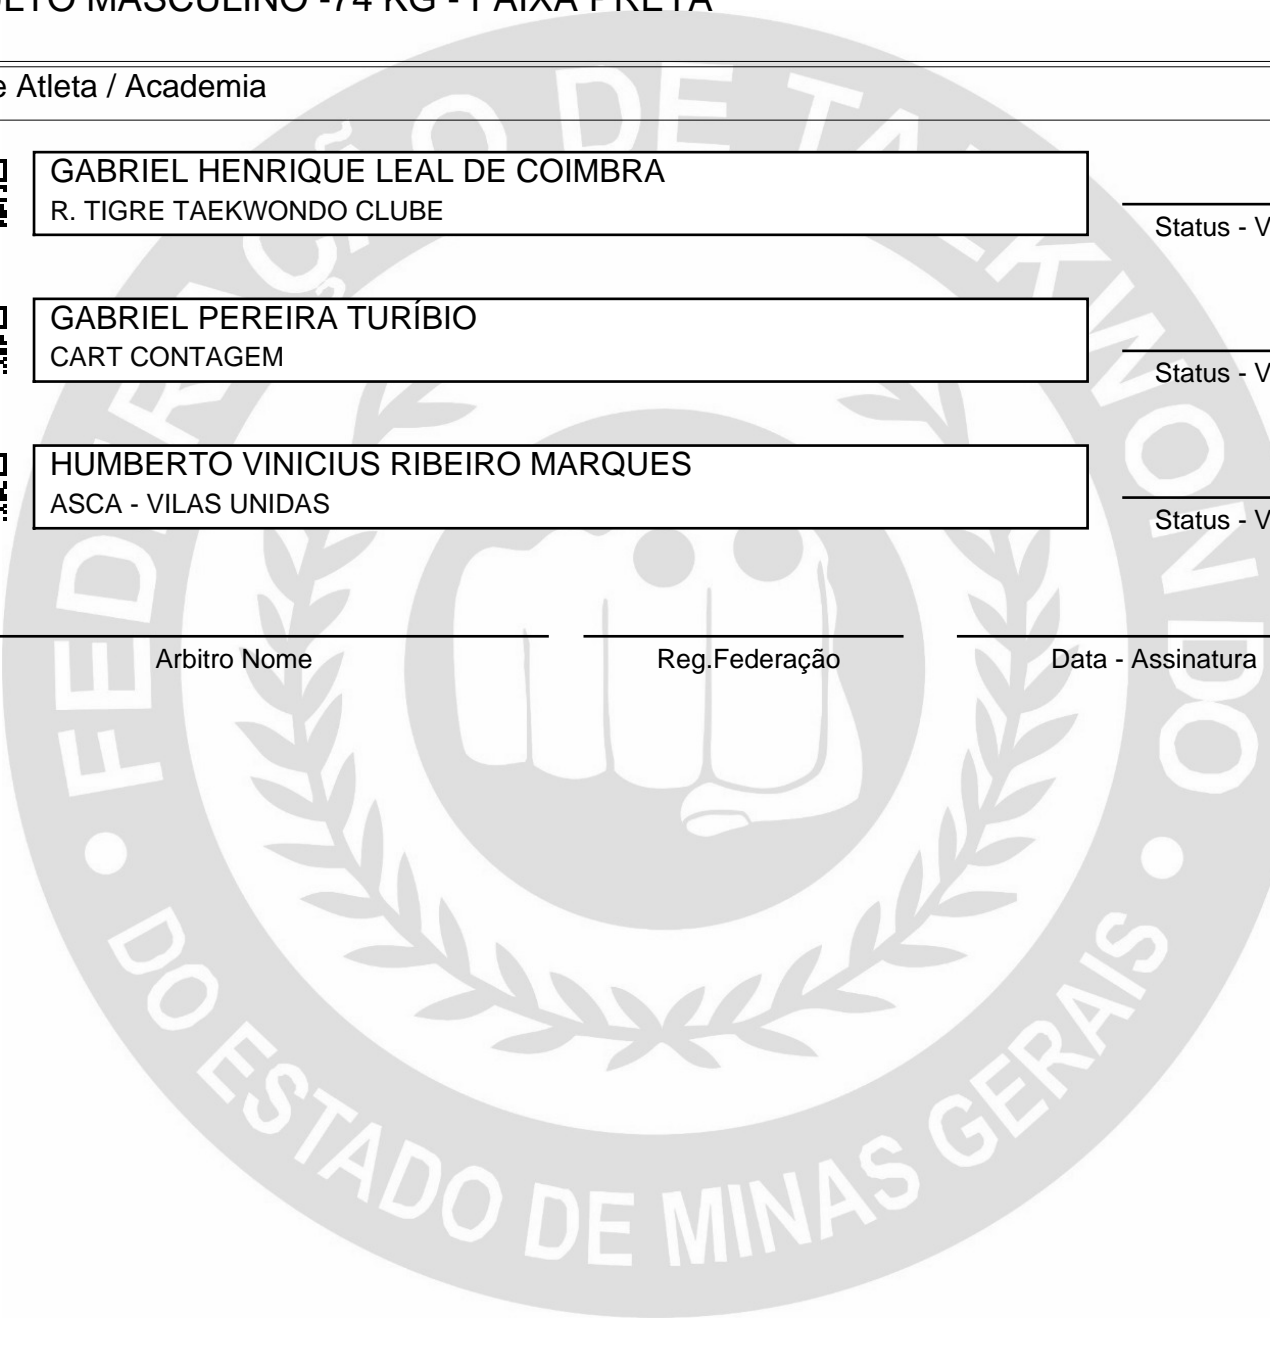 MASCULINO -74 KG - FAIXA PRETA
Atleta / Academia
GABRIEL HENRIQUE LEAL DE COIMBRA
R. TIGRE TAEKWONDO CLUBE
Status - V
GABRIEL PEREIRA TURÍBIO
CART CONTAGEM
Status - V
HUMBERTO VINICIUS RIBEIRO MARQUES
ASCA - VILAS UNIDAS
Status - V
Arbitro Nome Reg.Federação Data - Assinatura
FEDERAÇÃO DE TAEKWONDO
DO ESTADO DE MINAS GERAIS